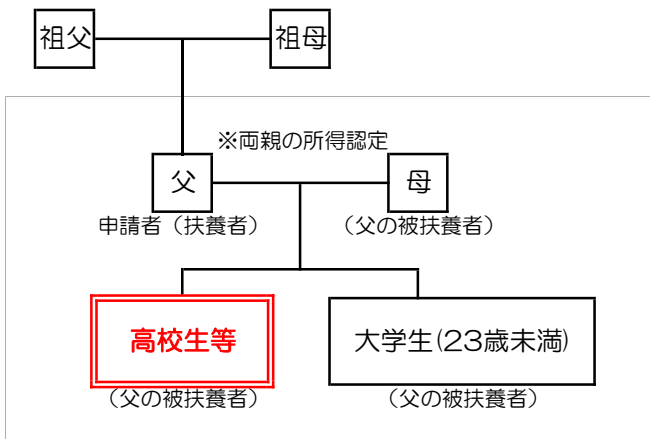 祖父
祖母
※両親の所得認定
父
母
申請者（扶養者）
（父の被扶養者）
高校生等
大学生(23歳未満)
（父の被扶養者）
（父の被扶養者）